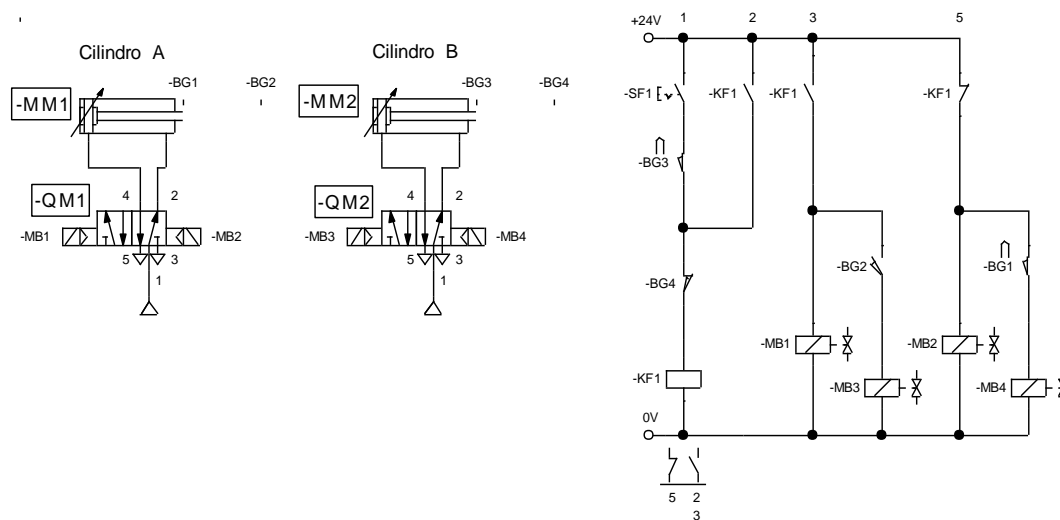 Cilindro A
-BG1
-BG2
-MM1
-QM1
4
2
-MB1
-MB2
5
3
1
Cilindro B
-BG3
-BG4
-MM2
-QM2
4
2
-MB3
-MB4
5
3
1
1
2
3
5
+24V
-SF1
-KF1
-KF1
-KF1
-BG3
-BG4
-BG2
-BG1
-MB1
-MB2
-KF1
-MB3
-MB4
0V
5 2
3